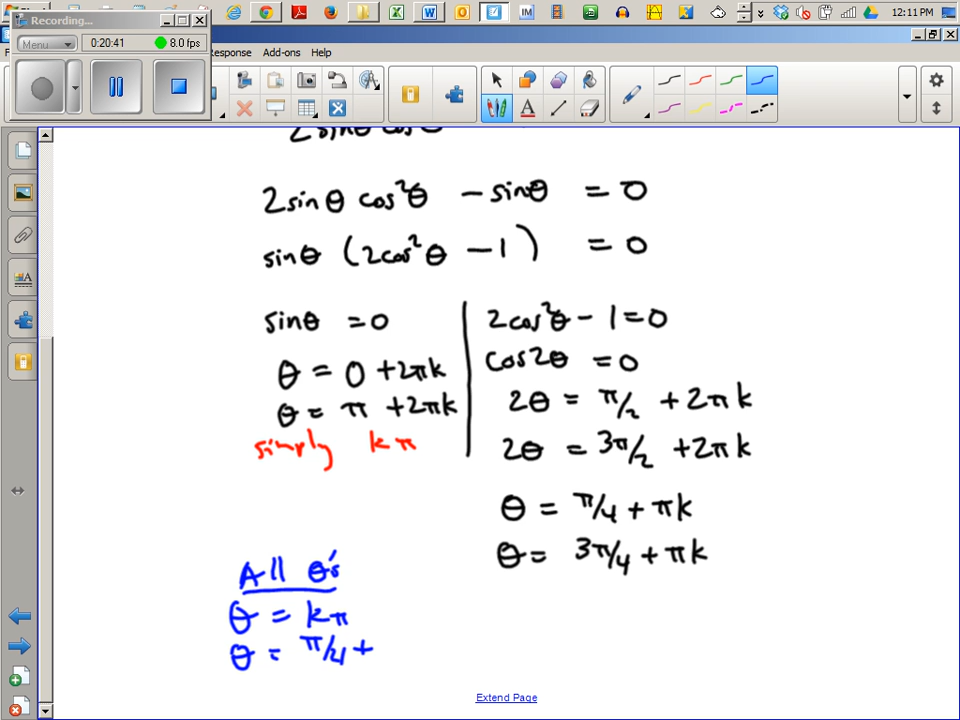 Recording...
Menu
0:20:41
8.0 fps
12:11 PM
Response Add-ons Help
2sinθ cosθ
2sinθ cos²θ - sinθ = 0
sinθ (2cos²θ - 1) = 0
sinθ = 0
θ = 0 + 2πk
θ = π + 2πk
simply kπ
2cos²θ - 1 = 0
cos2θ = 0
2θ = π/2 + 2πk
2θ = 3π/2 + 2πk
θ = π/4 + πk
θ = 3π/4 + πk
All θ's
θ = kπ
θ = π/4 +
Extend Page